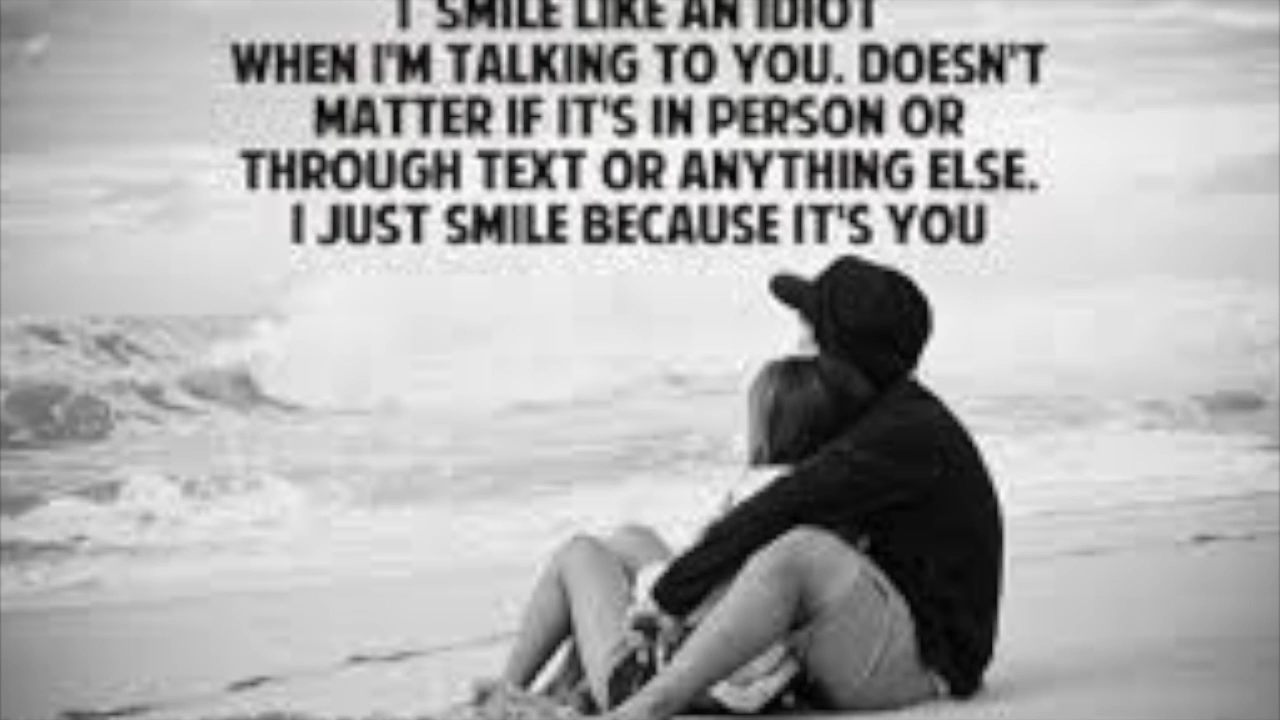 I SMILE LIKE AN IDIOT
WHEN I'M TALKING TO YOU. DOESN'T
MATTER IF IT'S IN PERSON OR
THROUGH TEXT OR ANYTHING ELSE.
I JUST SMILE BECAUSE IT'S YOU